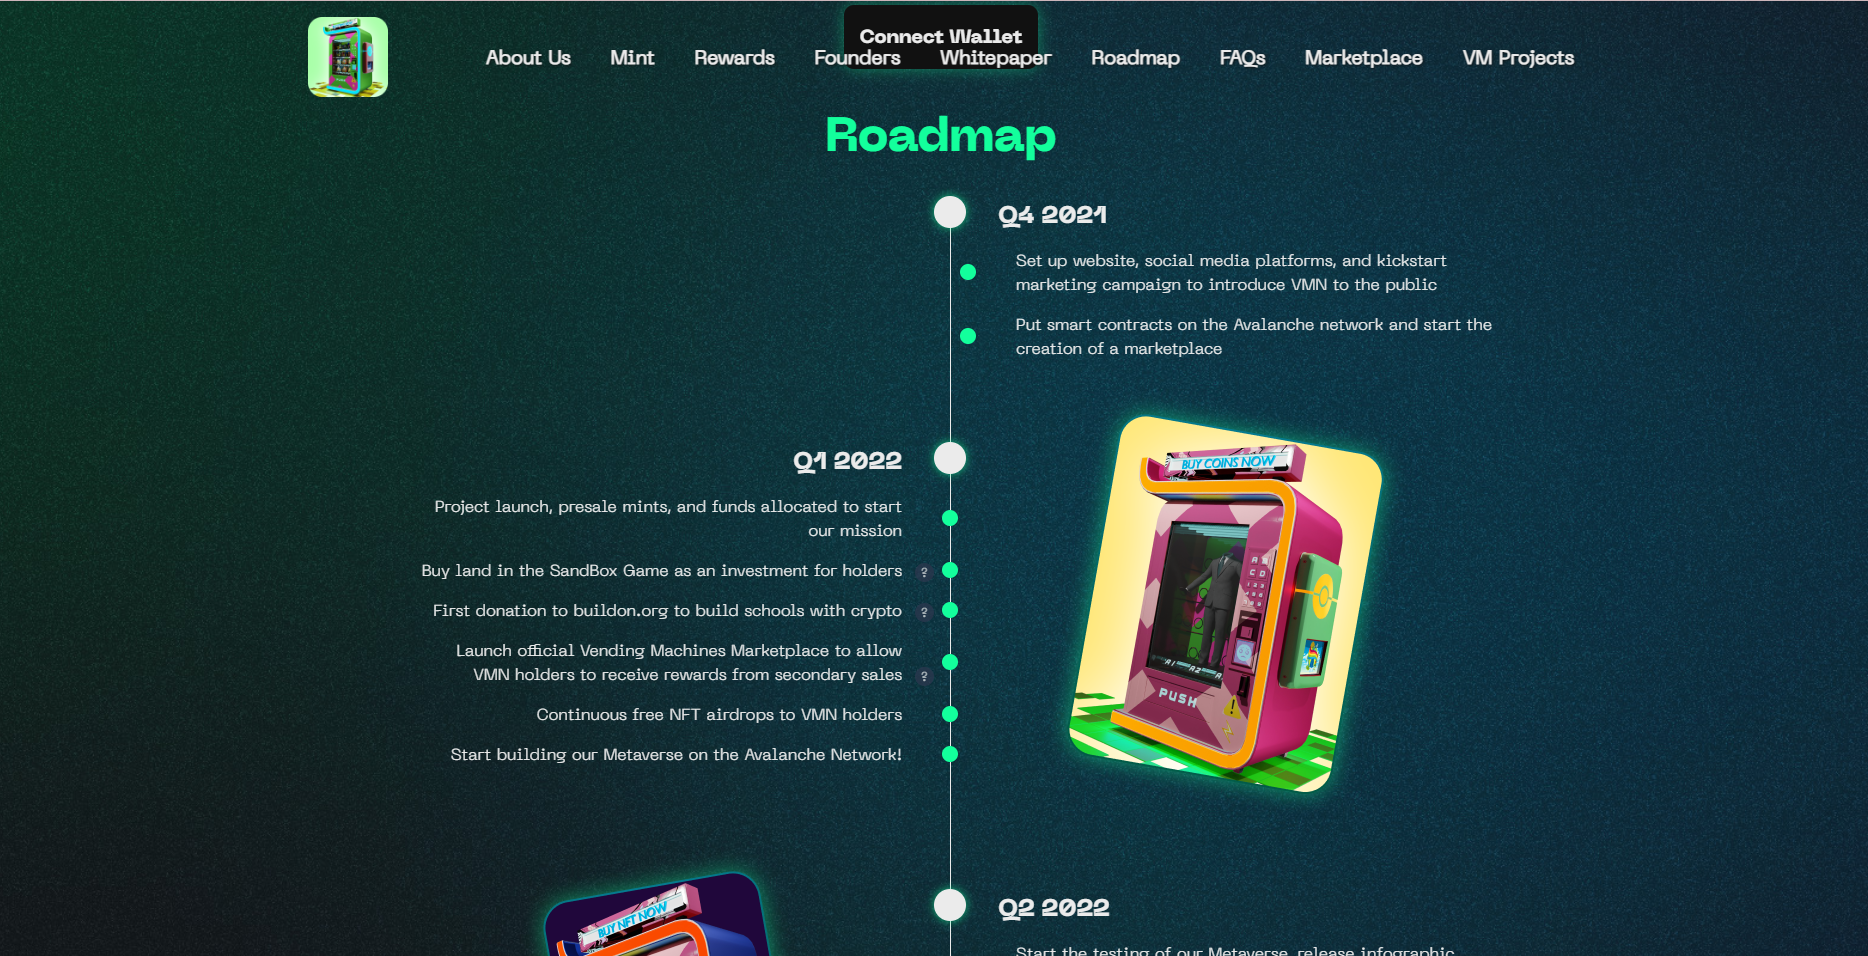 Connect Wallet
About Us
Mint
Rewards
Founders
Whitepaper
Roadmap
FAQs
Marketplace
VM Projects
Roadmap
Q4 2021
Set up website, social media platforms, and kickstart
marketing campaign to introduce VMN to the public
Put smart contracts on the Avalanche network and start the
creation of a marketplace
Q1 2022
Project launch, presale mints, and funds allocated to start
our mission
Buy land in the SandBox Game as an investment for holders ?
First donation to buildon.org to build schools with crypto ?
Launch official Vending Machines Marketplace to allow
VMN holders to receive rewards from secondary sales ?
Continuous free NFT airdrops to VMN holders
Start building our Metaverse on the Avalanche Network!
BUY COINS NOW
A1 A2
PUSH
BUY NFT NOW
Q2 2022
Start the testing of our Metaverse, release infographic